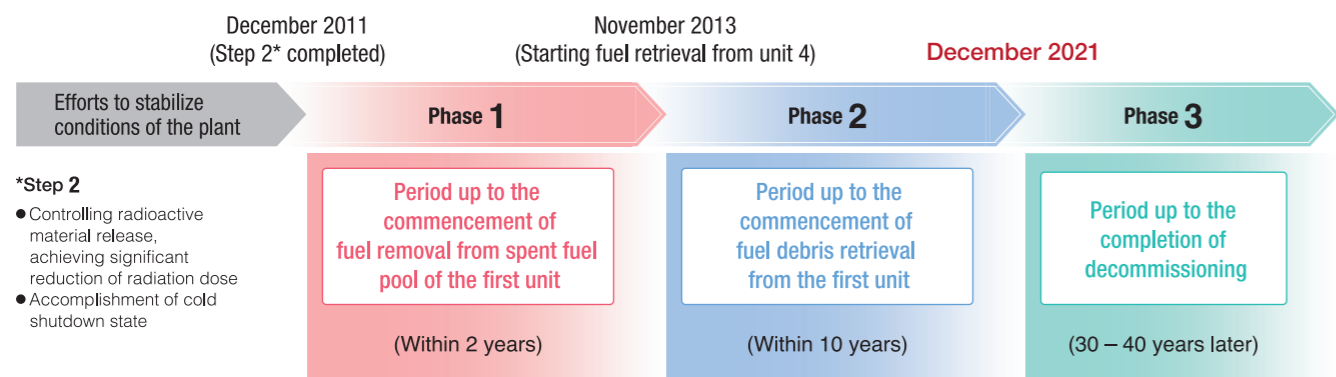 December 2011
(Step 2* completed)
November 2013
(Starting fuel retrieval from unit 4)
December 2021
Efforts to stabilize
conditions of the plant
Phase 1
Phase 2
Phase 3
*Step 2
● Controlling radioactive
material release,
achieving significant
reduction of radiation dose
● Accomplishment of cold
shutdown state
Period up to the
commencement of
fuel removal from spent fuel
pool of the first unit
(Within 2 years)
Period up to the
commencement of
fuel debris retrieval
from the first unit
(Within 10 years)
Period up to the
completion of
decommissioning
(30 – 40 years later)